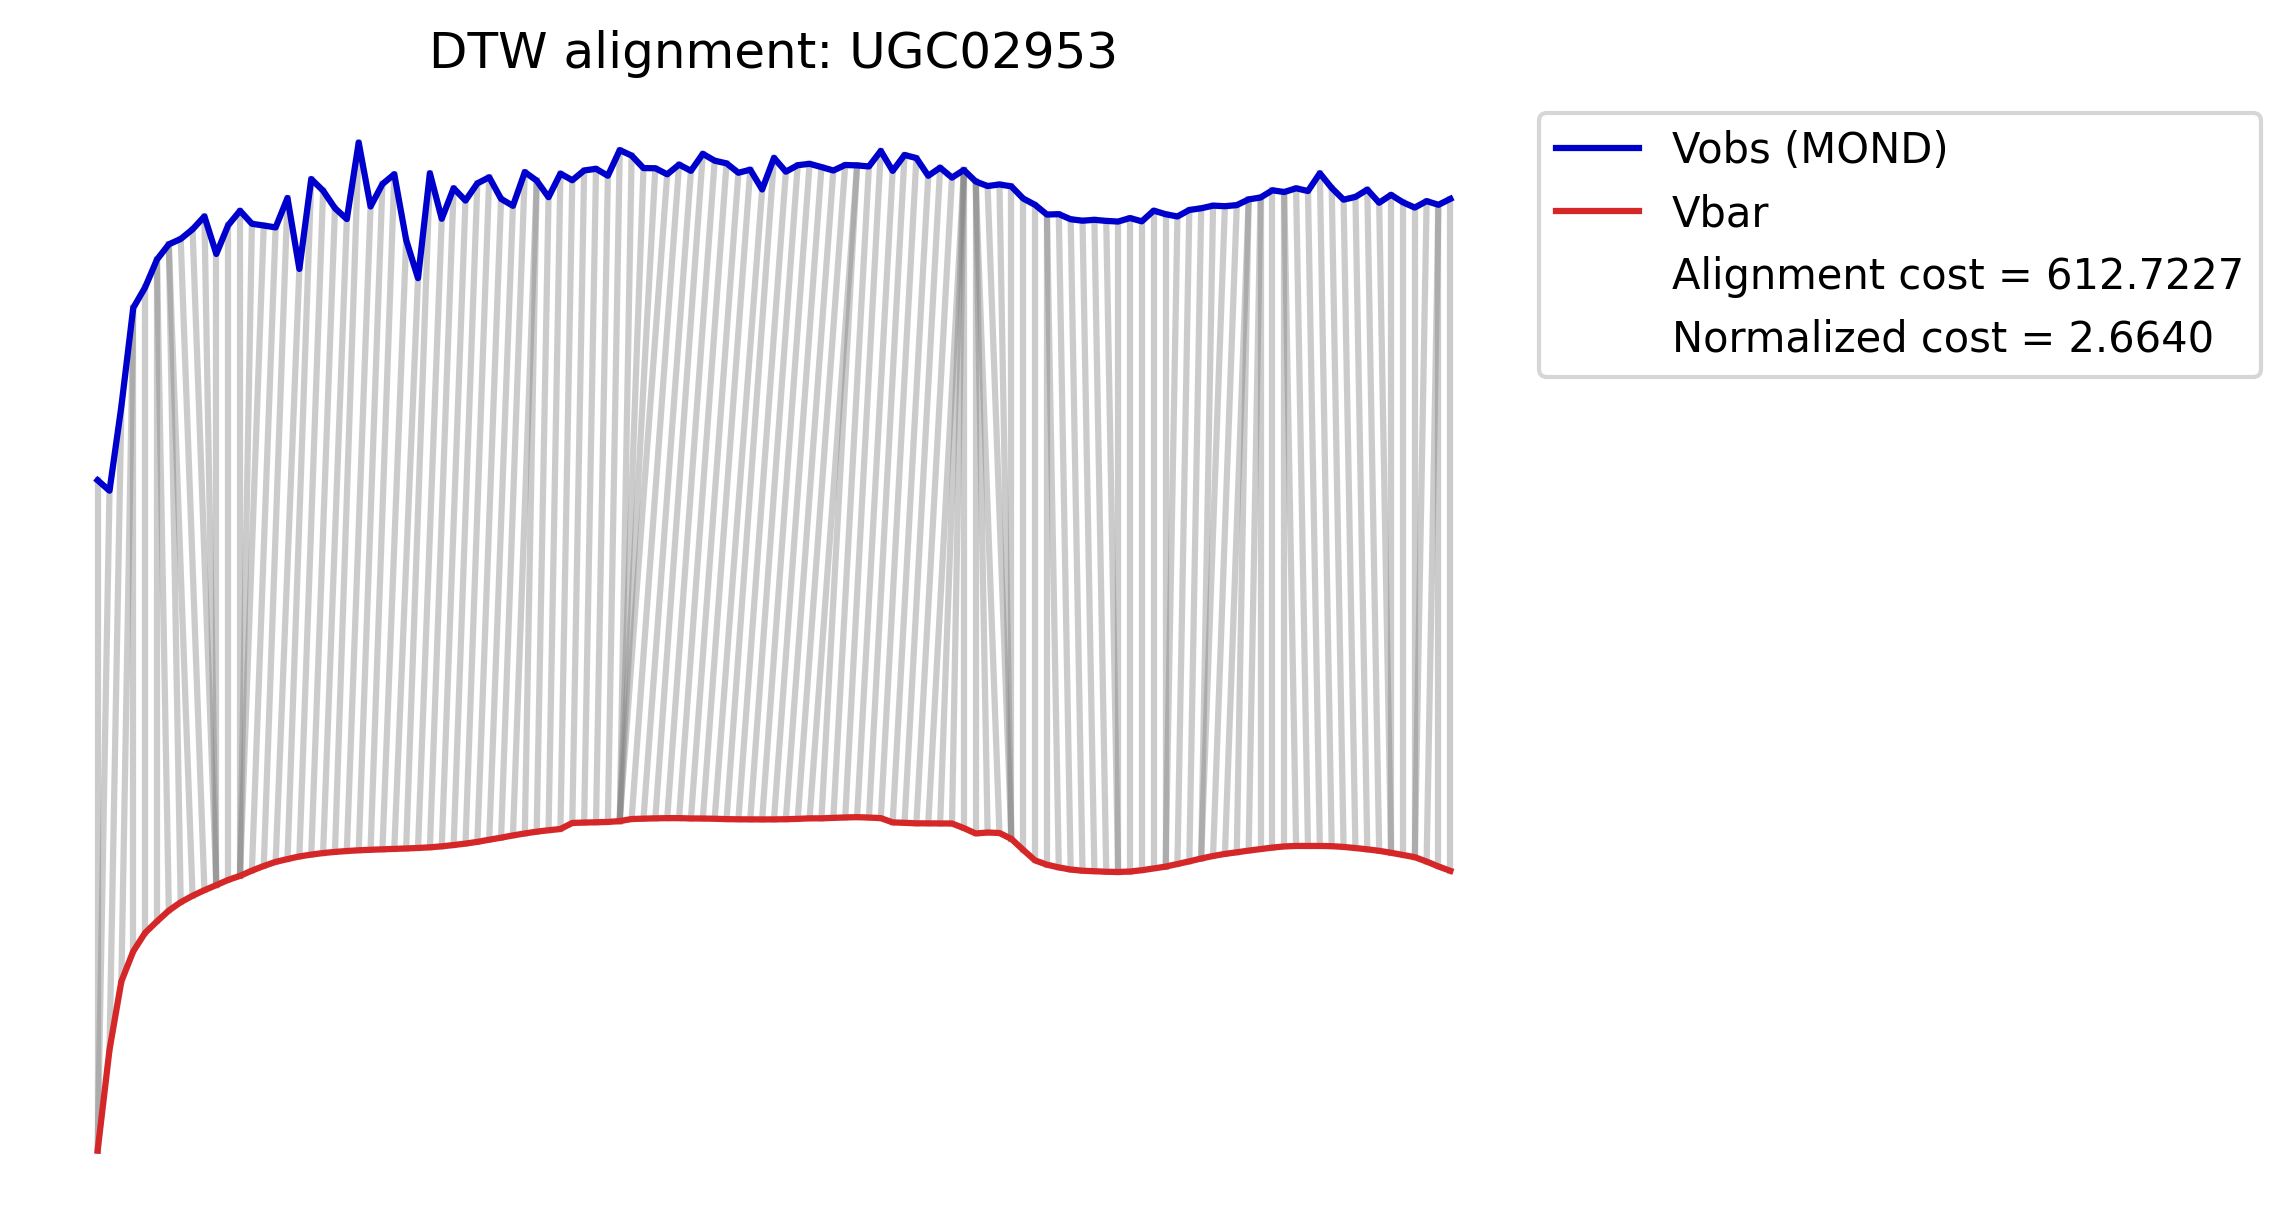 DTW alignment: UGC02953
Vobs (MOND)
Vbar
Alignment cost = 612.7227
Normalized cost = 2.6640